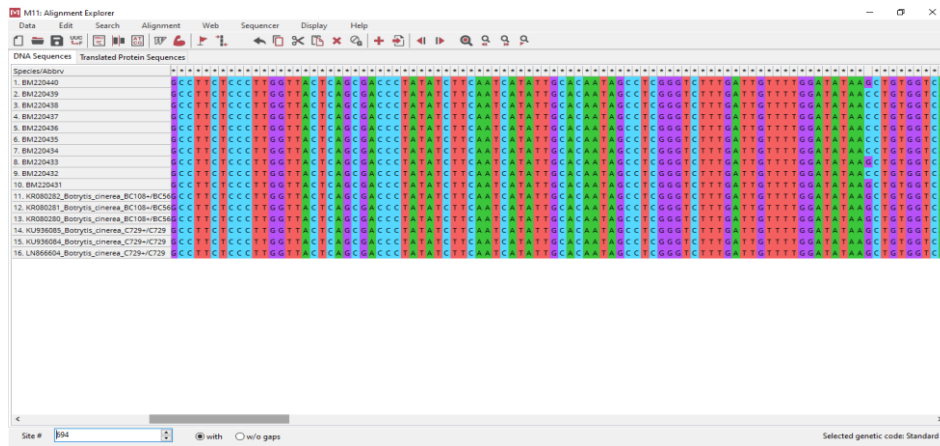 M11: Alignment Explorer
Data Edit Search Alignment Web Sequencer Display Help
DNA Sequences Translated Protein Sequences
Species/Abbrv * * * * * * * * * * * * * * * * * * * * * * * * * * * * * * * * * * * * * * * * * * * * * * * * * * * * * * * * * * * * * * * * * * * * * * * * * * * * * * * * * * * *   * * * * * * * *
1. BM220440 G C C T T C T C C C T T G G T T A C T C A G C G A C C C T A T A T C T T C A A T C A T A T T G C A C A A T A G C C T C G G G T C T T T G A T T G T T T T G G A T A T A A G C T G T G G T C
2. BM220439 G C C T T C T C C C T T G G T T A C T C A G C G A C C C T A T A T C T T C A A T C A T A T T G C A C A A T A G C C T C G G G T C T T T G A T T G T T T T G G A T A T A A C C T G T G G T C
3. BM220438 G C C T T C T C C C T T G G T T A C T C A G C G A C C C T A T A T C T T C A A T C A T A T T G C A C A A T A G C C T C G G G T C T T T G A T T G T T T T G G A T A T A A C C T G T G G T C
4. BM220437 G C C T T C T C C C T T G G T T A C T C A G C G A C C C T A T A T C T T C A A T C A T A T T G C A C A A T A G C C T C G G G T C T T T G A T T G T T T T G G A T A T A A C C T G T G G T C
5. BM220436 G C C T T C T C C C T T G G T T A C T C A G C G A C C C T A T A T C T T C A A T C A T A T T G C A C A A T A G C C T C G G G T C T T T G A T T G T T T T G G A T A T A A C C T G T G G T C
6. BM220435 G C C T T C T C C C T T G G T T A C T C A G C G A C C C T A T A T C T T C A A T C A T A T T G C A C A A T A G C C T C G G G T C T T T G A T T G T T T T G G A T A T A A C C T G T G G T C
7. BM220434 G C C T T C T C C C T T G G T T A C T C A G C G A C C C T A T A T C T T C A A T C A T A T T G C A C A A T A G C C T C G G G T C T T T G A T T G T T T T G G A T A T A A C C T G T G G T C
8. BM220433 G C C T T C T C C C T T G G T T A C T C A G C G A C C C T A T A T C T T C A A T C A T A T T G C A C A A T A G C C T C G G G T C T T T G A T T G T T T T G G A T A T A A G C T G T G G T C
9. BM220432 G C C T T C T C C C T T G G T T A C T C A G C G A C C C T A T A T C T T C A A T C A T A T T G C A C A A T A G C C T C G G G T C T T T G A T T G T T T T G G A T A T A A C C T G T G G T C
10. BM220431 G C C T T C T C C C T T G G T T A C T C A G C G A C C C T A T A T C T T C A A T C A T A T T G C A C A A T A G C C T C G G G T C T T T G A T T G T T T T G G A T A T A A G C T G T G G T C
11. KR080282_Botrytis_cinerea_BC108+/BC56 G C C T T C T C C C T T G G T T A C T C A G C G A C C C T A T A T C T T C A A T C A T A T T G C A C A A T A G C C T C G G G T C T T T G A T T G T T T T G G A T A T A A G C T G T G G T C
12. KR080281_Botrytis_cinerea_BC108+/BC56 G C C T T C T C C C T T G G T T A C T C A G C G A C C C T A T A T C T T C A A T C A T A T T G C A C A A T A G C C T C G G G T C T T T G A T T G T T T T G G A T A T A A G C T G T G G T C
13. KR080280_Botrytis_cinerea_BC108+/BC56 G C C T T C T C C C T T G G T T A C T C A G C G A C C C T A T A T C T T C A A T C A T A T T G C A C A A T A G C C T C G G G T C T T T G A T T G T T T T G G A T A T A A G C T G T G G T C
14. KU936085_Botrytis_cinerea_C729+/C729 G C C T T C T C C C T T G G T T A C T C A G C G A C C C T A T A T C T T C A A T C A T A T T G C A C A A T A G C C T C G G G T C T T T G A T T G T T T T G G A T A T A A G C T G T G G T C
15. KU936084_Botrytis_cinerea_C729+/C729 G C C T T C T C C C T T G G T T A C T C A G C G A C C C T A T A T C T T C A A T C A T A T T G C A C A A T A G C C T C G G G T C T T T G A T T G T T T T G G A T A T A A G C T G T G G T C
16. LN866604_Botrytis_cinerea_C729+/C729 G C C T T C T C C C T T G G T T A C T C A G C G A C C C T A T A T C T T C A A T C A T A T T G C A C A A T A G C C T C G G G T C T T T G A T T G T T T T G G A T A T A A G C T G T G G T C
Site # 694 with w/o gaps Selected genetic code: Standard